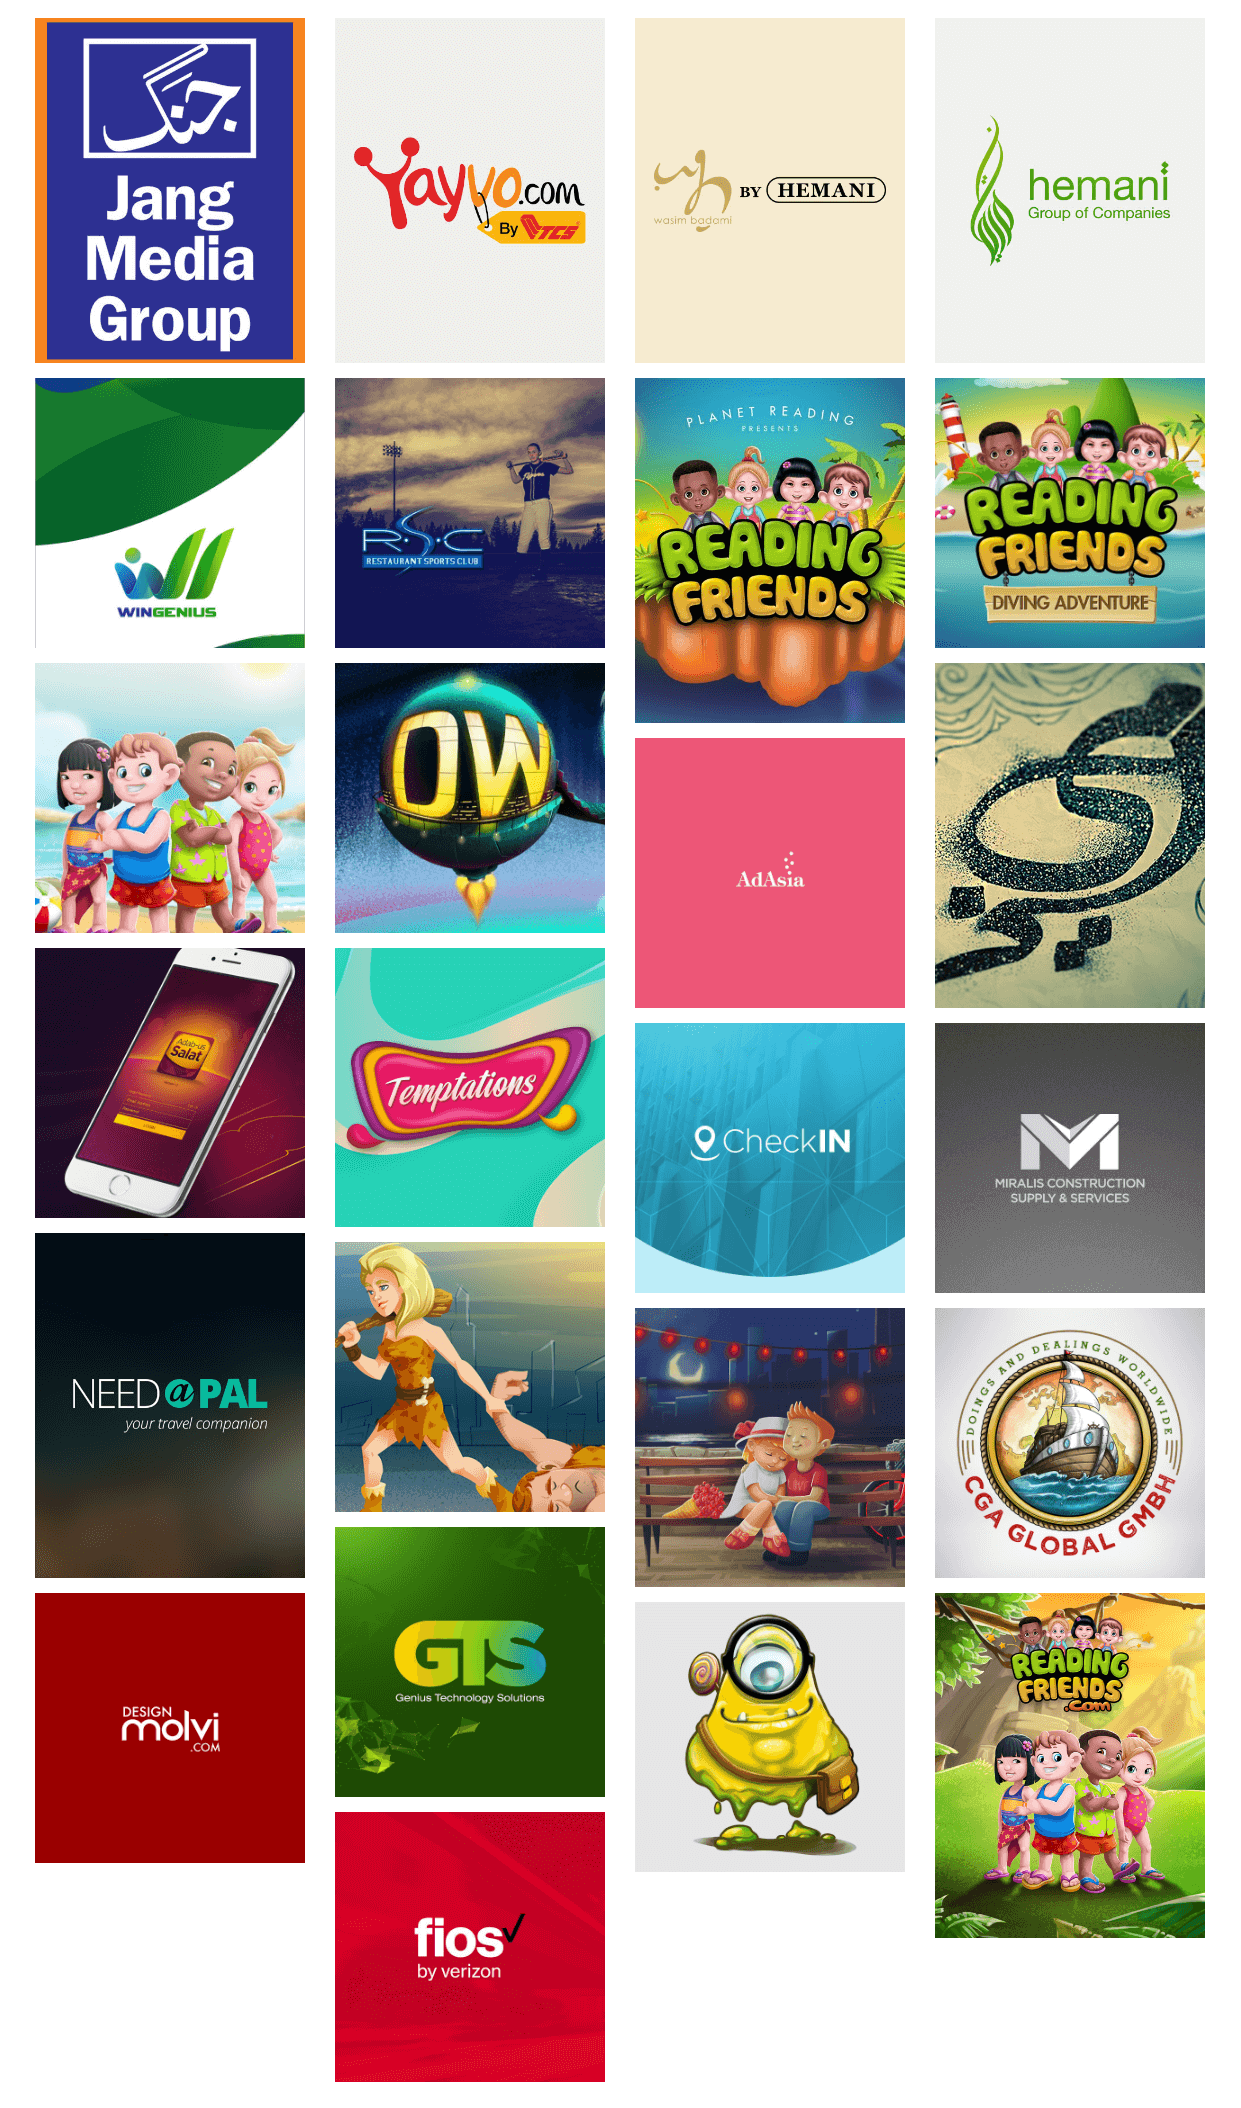 جنگ
Jang
Media
Group
Yayvo.com
By TCS
wasim badami
BY HEMANI
hemani
Group of Companies
WINGENIUS
R·S·C
RESTAURANT SPORTS CLUB
PLANET READING
PRESENTS
READING
FRIENDS
READING
FRIENDS
DIVING ADVENTURE
OW
AdAsia
Adab-us
Salat
Temptations
CheckIN
MIRALIS CONSTRUCTION
SUPPLY & SERVICES
NEED@PAL
your travel companion
DOINGS AND DEALINGS WORLDWIDE
CGA GLOBAL GMBH
DESIGN
molvi
.COM
GTS
Genius Technology Solutions
READING
FRIENDS
.Com
fios
by verizon